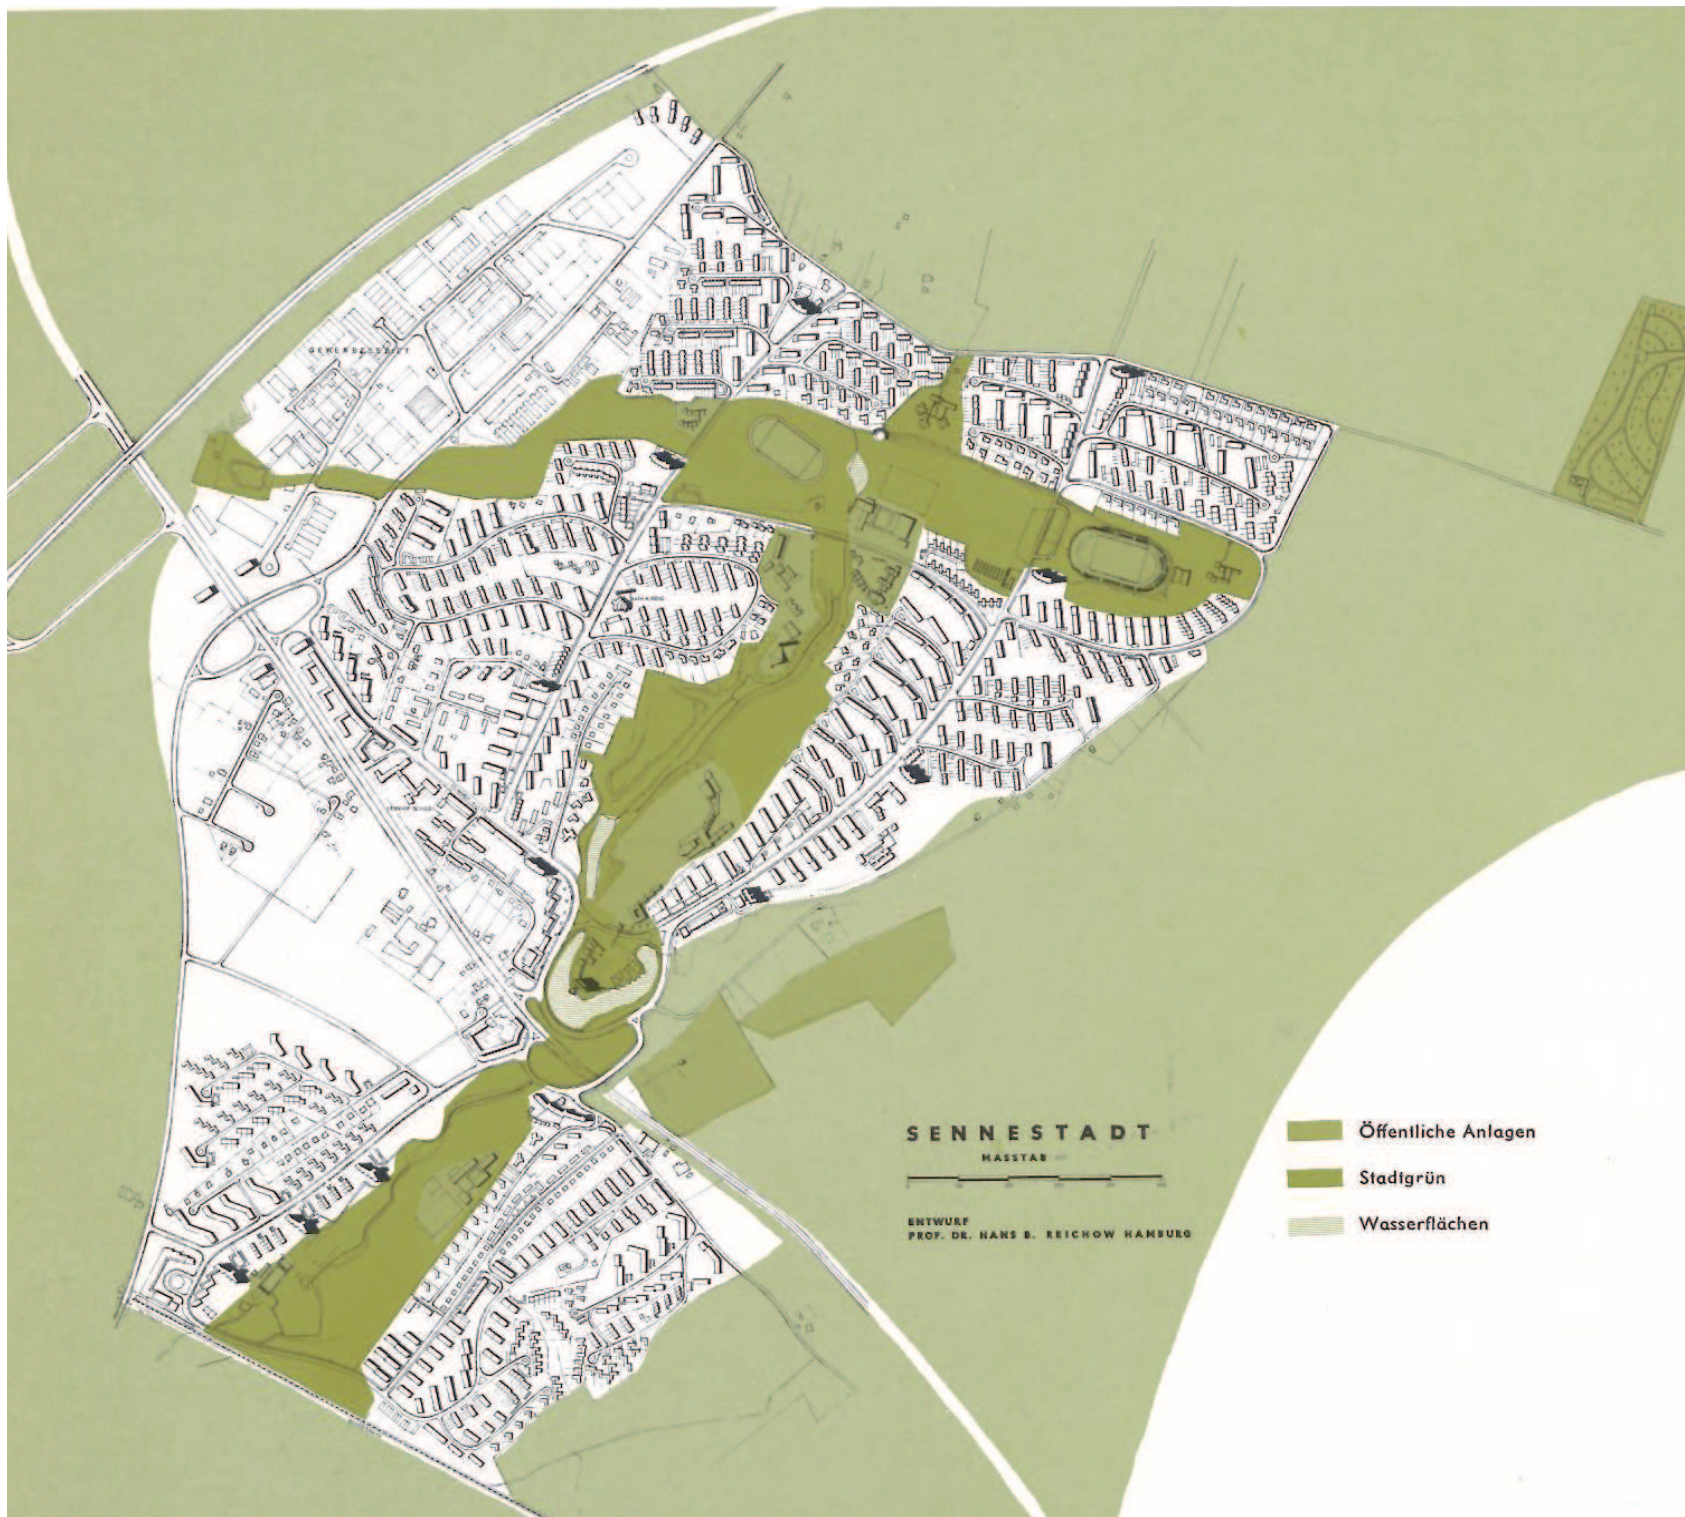 GEWERBEGEBIET
SENNESTADT
MASSTAB
ENTWURF
PROF. DR. HANS B. REICHOW HAMBURG
Öffentliche Anlagen
Stadtgrün
Wasserflächen